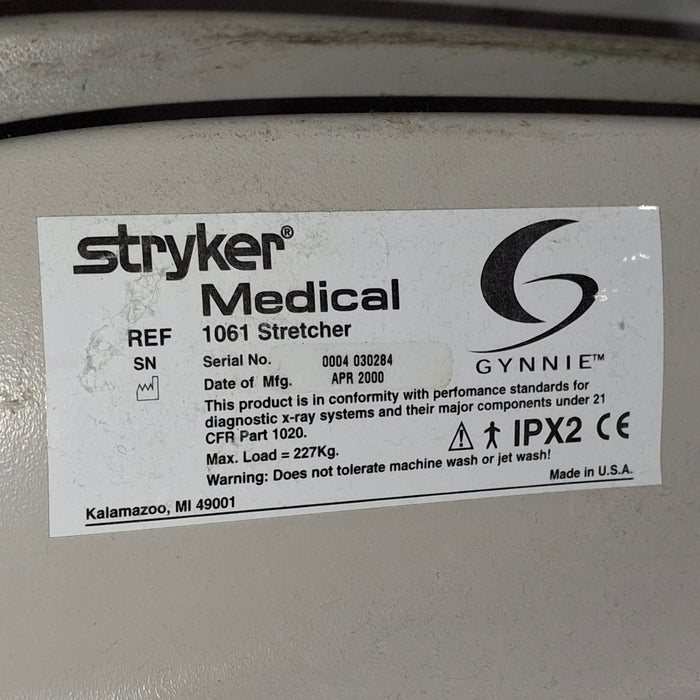 stryker®
Medical
GYNNIE™
REF 1061 Stretcher
SN Serial No. 0004 030284
Date of Mfg. APR 2000
This product is in conformity with perfomance standards for
diagnostic x-ray systems and their major components under 21
CFR Part 1020.
IPX2 CE
Max. Load = 227Kg.
Warning: Does not tolerate machine wash or jet wash!
Kalamazoo, MI 49001
Made in U.S.A.